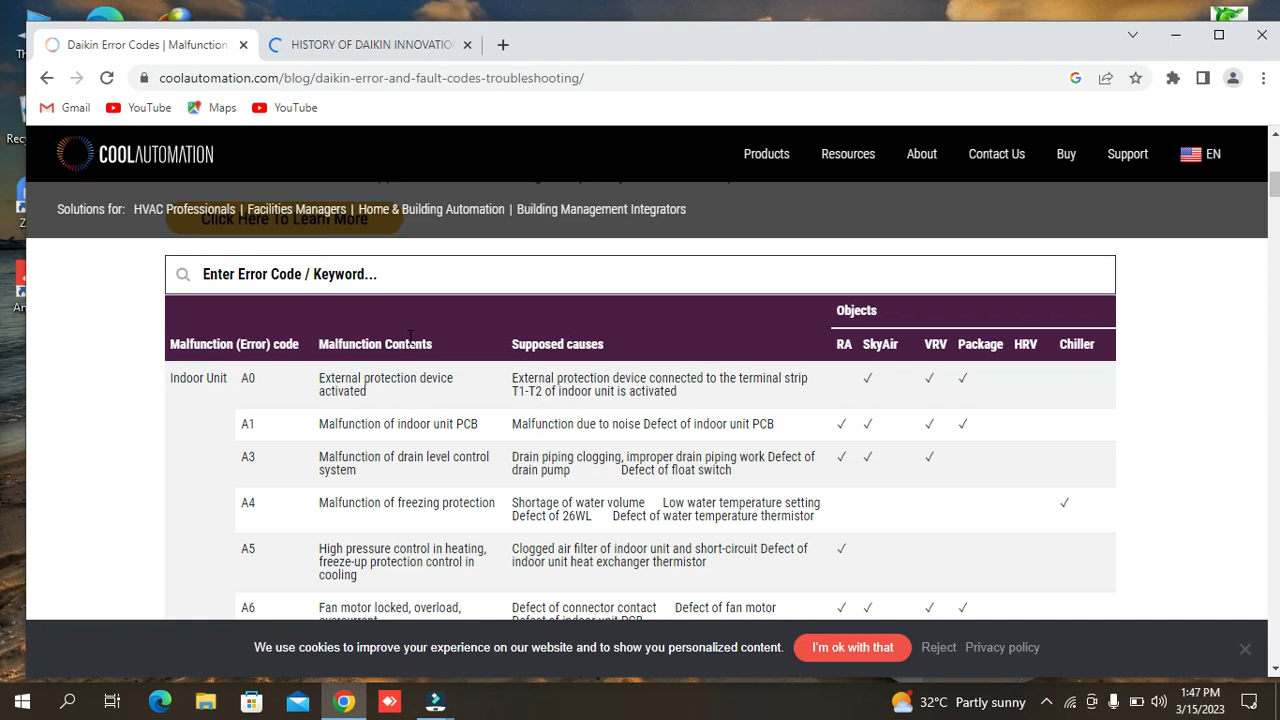 Daikin Error Codes | Malfunction
HISTORY OF DAIKIN INNOVATIO
coolautomation.com/blog/daikin-error-and-fault-codes-troubleshooting/
Gmail YouTube Maps YouTube
COOLAUTOMATION
Products Resources About Contact Us Buy Support EN
Solutions for: HVAC Professionals | Facilities Managers | Home & Building Automation | Building Management Integrators
Click Here To Learn More
Enter Error Code / Keyword...
Objects
Malfunction (Error) code Malfunction Contents Supposed causes RA SkyAir VRV Package HRV Chiller
Indoor Unit A0 External protection device External protection device connected to the terminal strip ✓ ✓ ✓
activated T1-T2 of indoor unit is activated
A1 Malfunction of indoor unit PCB Malfunction due to noise Defect of indoor unit PCB ✓ ✓ ✓ ✓
A3 Malfunction of drain level control Drain piping clogging, improper drain piping work Defect of ✓ ✓ ✓
system drain pump Defect of float switch
A4 Malfunction of freezing protection Shortage of water volume Low water temperature setting ✓
Defect of 26WL Defect of water temperature thermistor
A5 High pressure control in heating, Clogged air filter of indoor unit and short-circuit Defect of ✓
freeze-up protection control in indoor unit heat exchanger thermistor
cooling
A6 Fan motor locked, overload, Defect of connector contact Defect of fan motor ✓ ✓ ✓ ✓
We use cookies to improve your experience on our website and to show you personalized content. I'm ok with that Reject Privacy policy
32°C Partly sunny
1:47 PM
3/15/2023